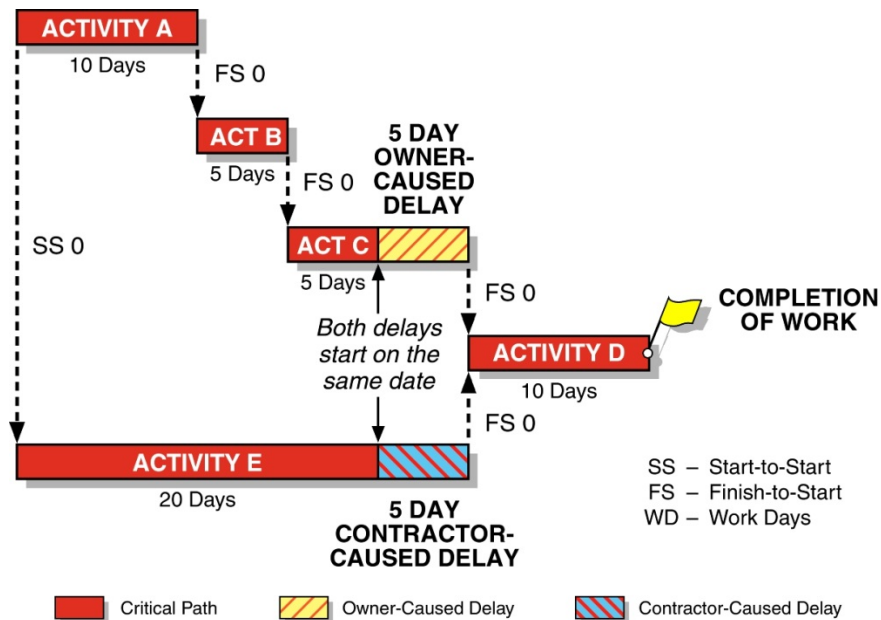 ACTIVITY A
10 Days
FS 0
ACT B
5 Days
FS 0
5 DAY
OWNER-
CAUSED
DELAY
SS 0
ACT C
5 Days
FS 0
Both delays
start on the
same date
COMPLETION
OF WORK
ACTIVITY D
10 Days
FS 0
ACTIVITY E
20 Days
5 DAY
CONTRACTOR-
CAUSED DELAY
SS – Start-to-Start
FS – Finish-to-Start
WD – Work Days
Critical Path
Owner-Caused Delay
Contractor-Caused Delay